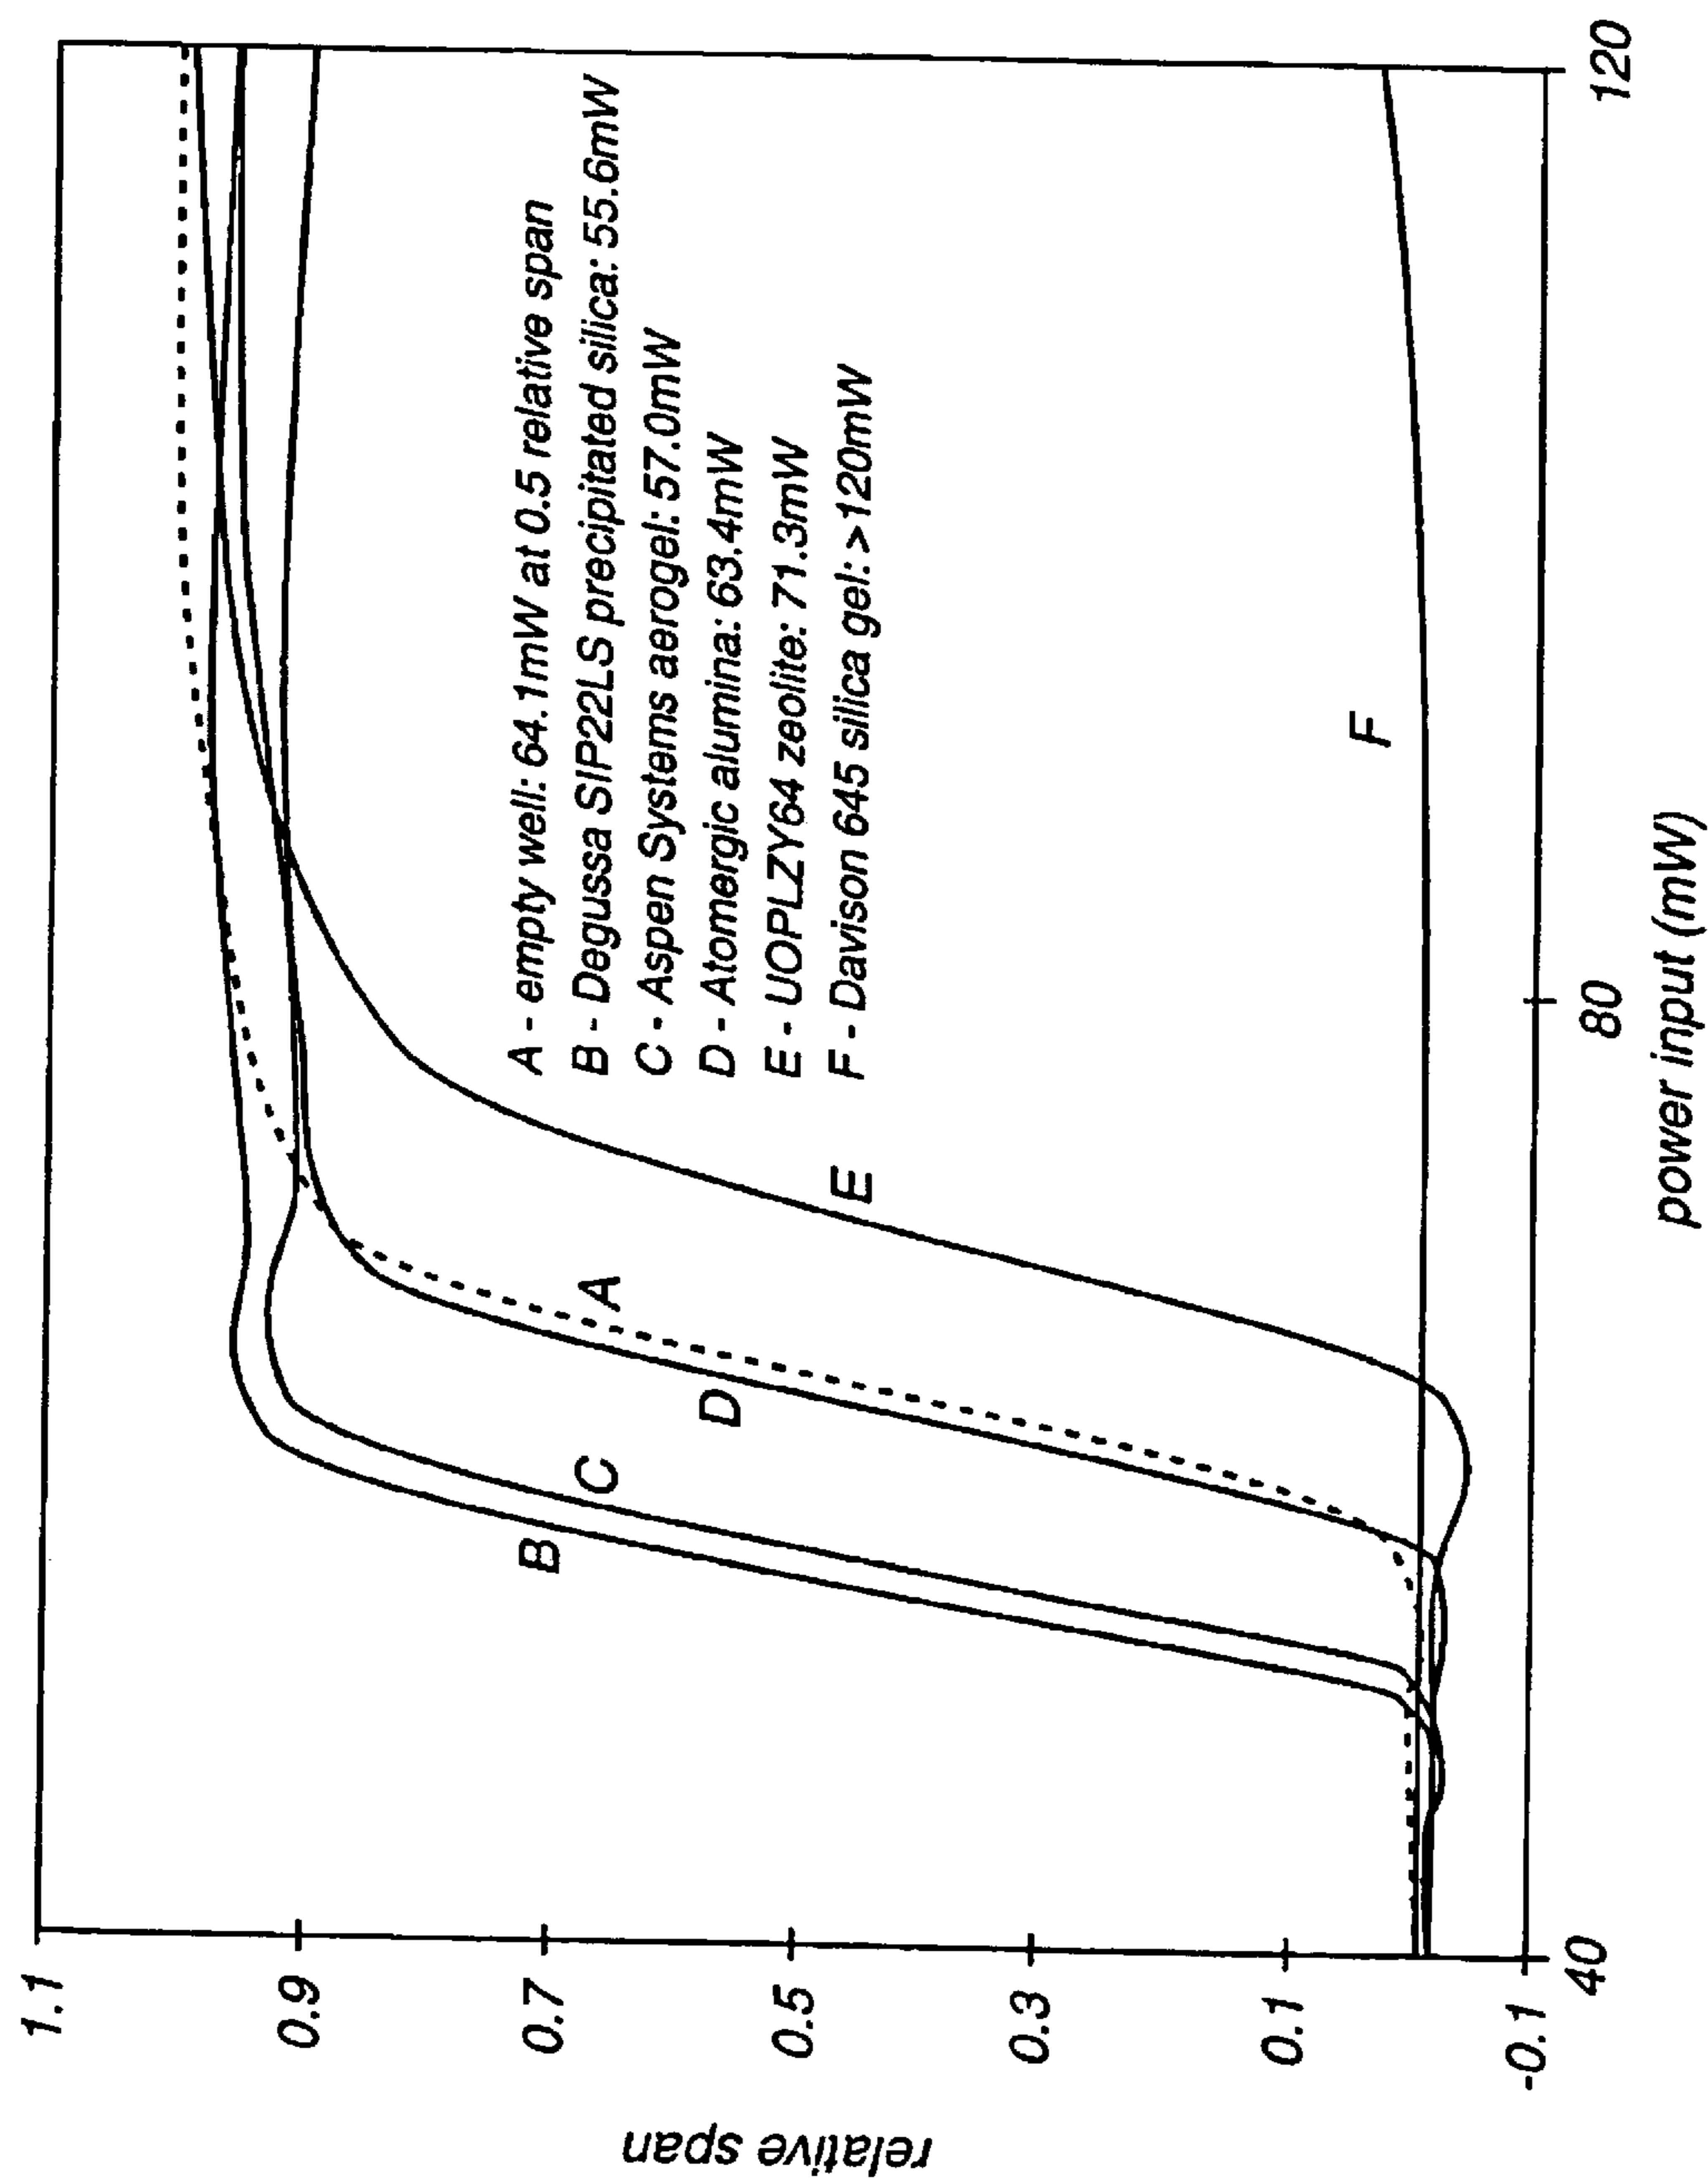 1.1
0.9
0.7
0.5
0.3
0.1
-0.1
relative span
A - empty well: 64.1mW at 0.5 relative span
B - Degussa SIP22LS precipitated silica: 55.6mW
C - Aspen Systems aerogel: 57.0mW
D - Atomergic alumina: 63.4mW
E - UOPLZY64 zeolite: 71.3mW
F - Davison 645 silica gel: >120mW
B
C
A
D
E
F
40
80
120
power input (mW)